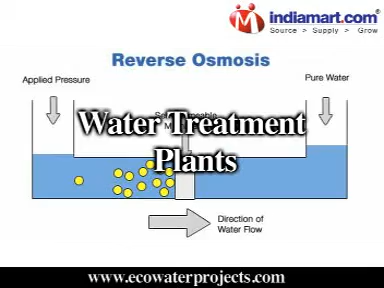 indiamart.com
Source > Supply > Grow
Reverse Osmosis
Applied Pressure
Pure Water
Water Treatment
Plants
Direction of
Water Flow
www.ecowaterprojects.com